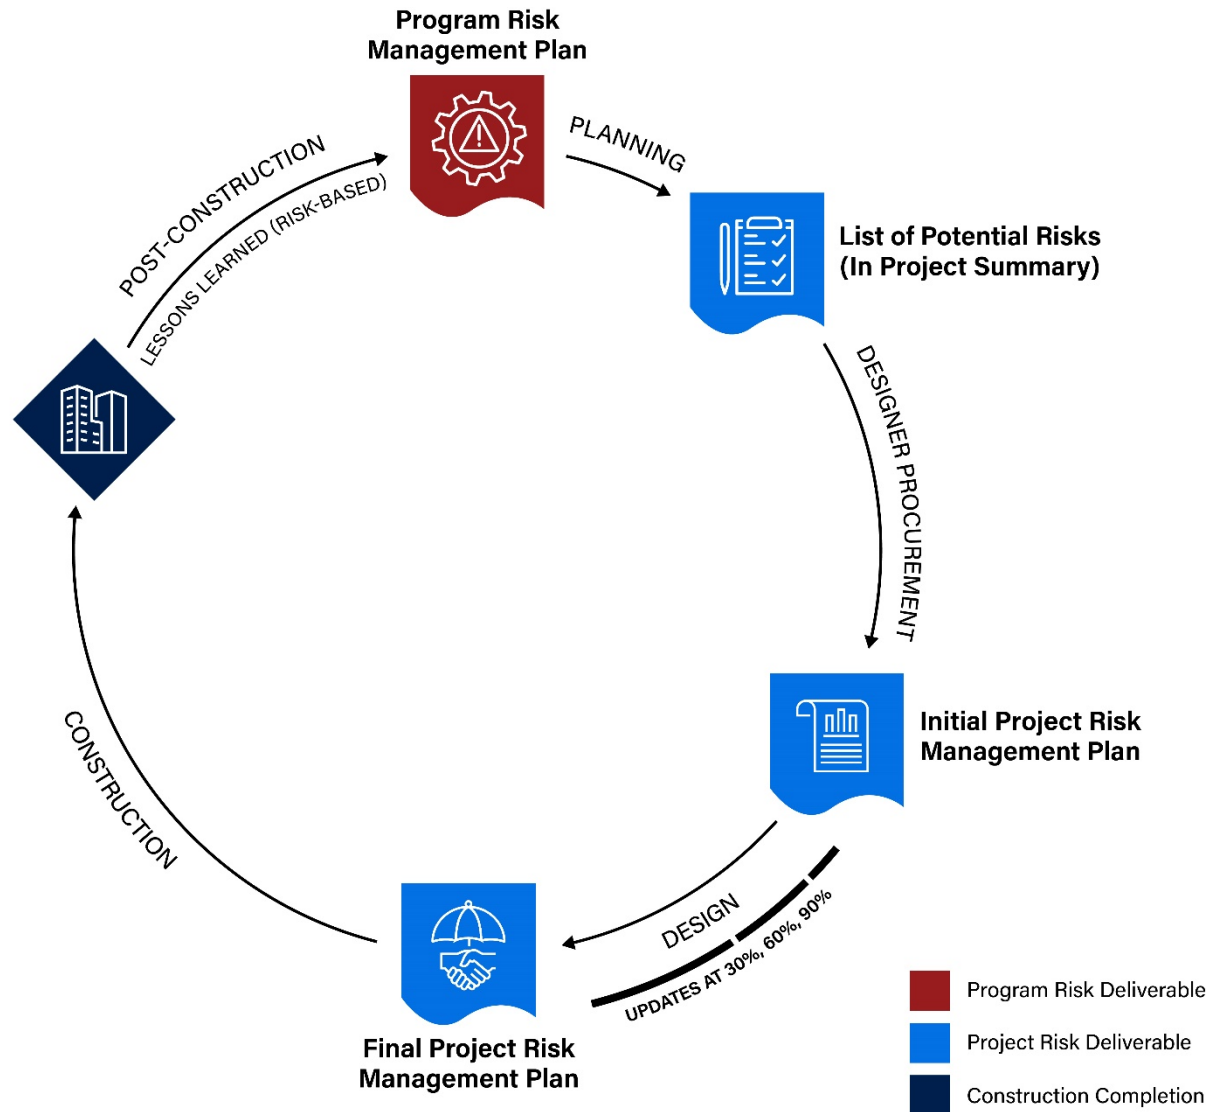 Program Risk
Management Plan
PLANNING
List of Potential Risks
(In Project Summary)
DESIGNER PROCUREMENT
Initial Project Risk
Management Plan
DESIGN
UPDATES AT 30%, 60%, 90%
Final Project Risk
Management Plan
CONSTRUCTION
POST-CONSTRUCTION
LESSONS LEARNED (RISK-BASED)
Program Risk Deliverable
Project Risk Deliverable
Construction Completion